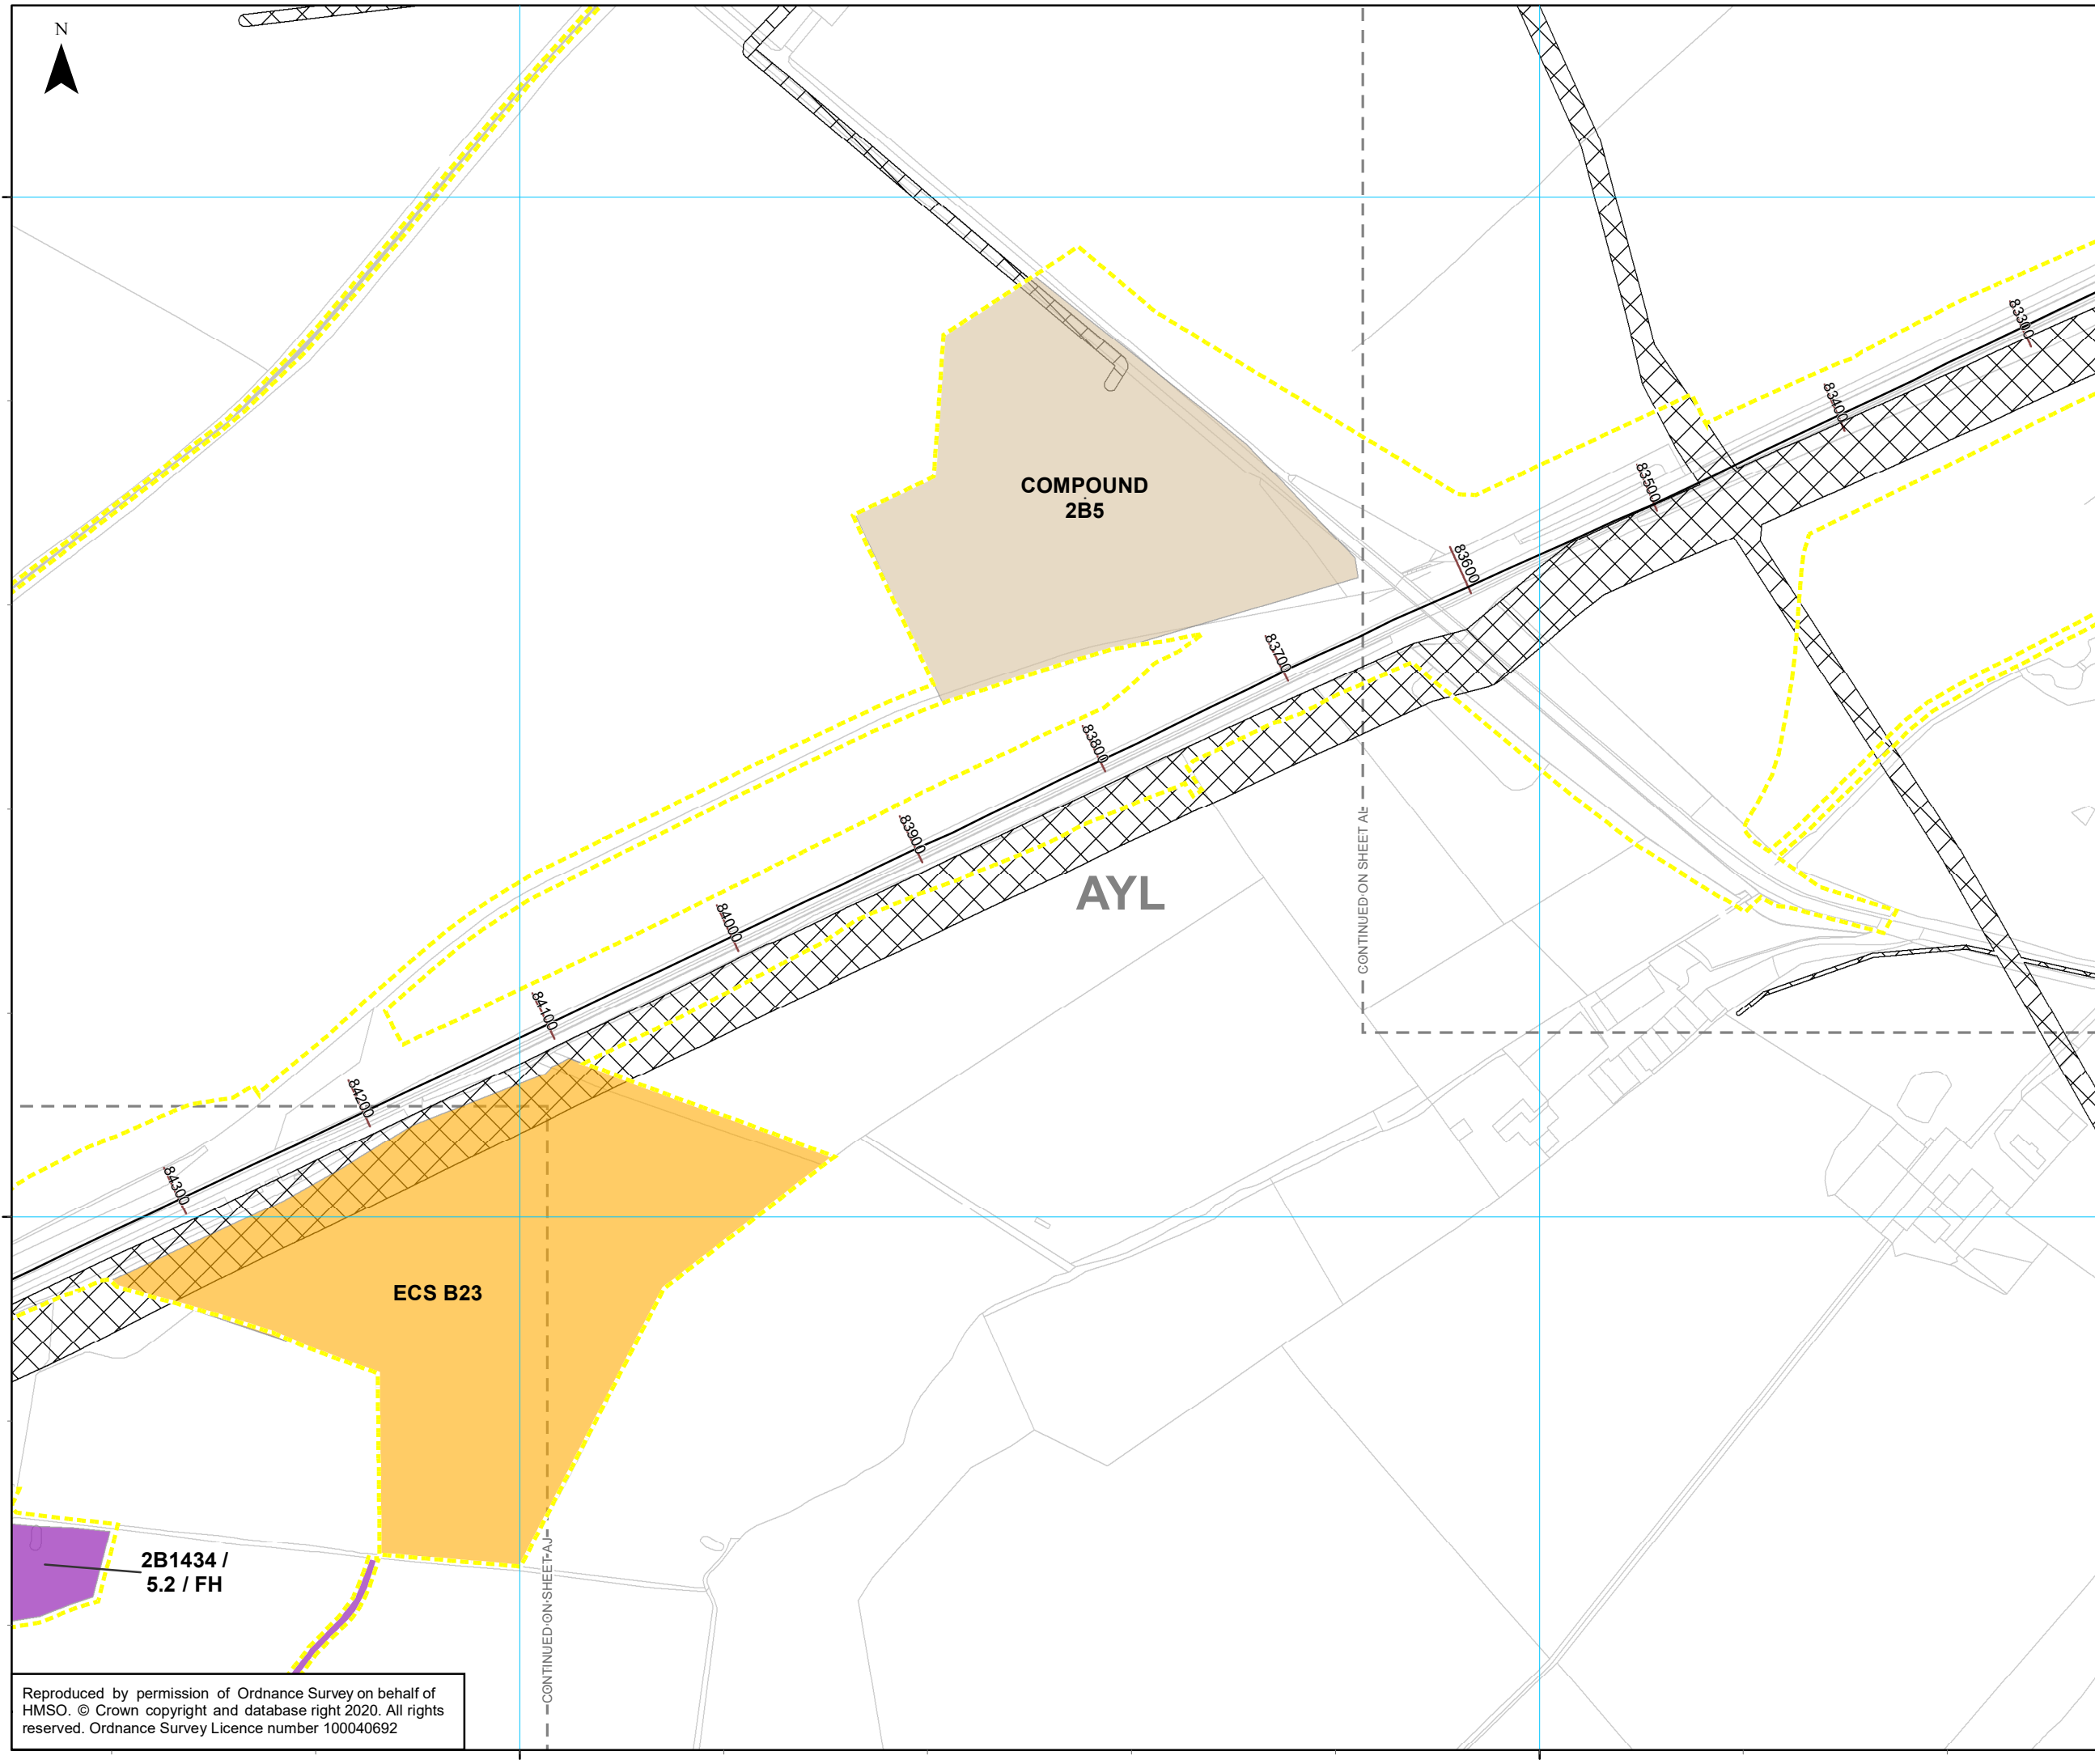 N
83300
83400
83500
COMPOUND
2B5
83600
83700
83800
83900
AYL
CONTINUED ON SHEET AL
84000
84100
84200
84300
ECS B23
2B1434 /
5.2 / FH
CONTINUED ON SHEET AJ
Reproduced by permission of Ordnance Survey on behalf of
HMSO. © Crown copyright and database right 2020. All rights
reserved. Ordnance Survey Licence number 100040692